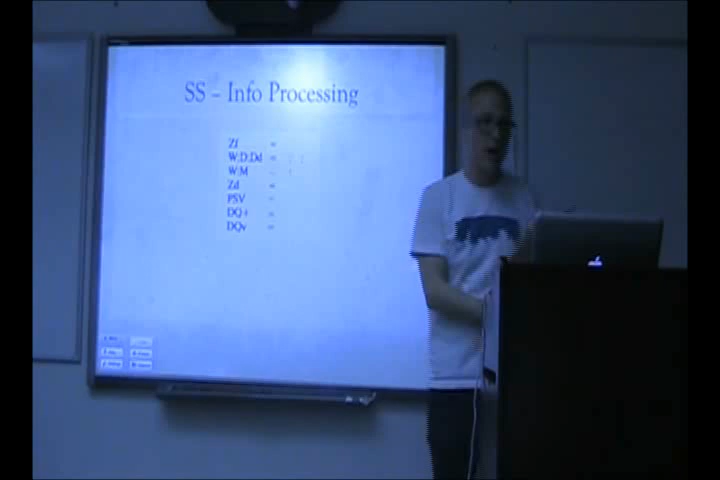 SS – Info Processing
Zf =
W:D:Dd = : :
W:M = :
Zd =
PSV =
DQ+ =
DQv =